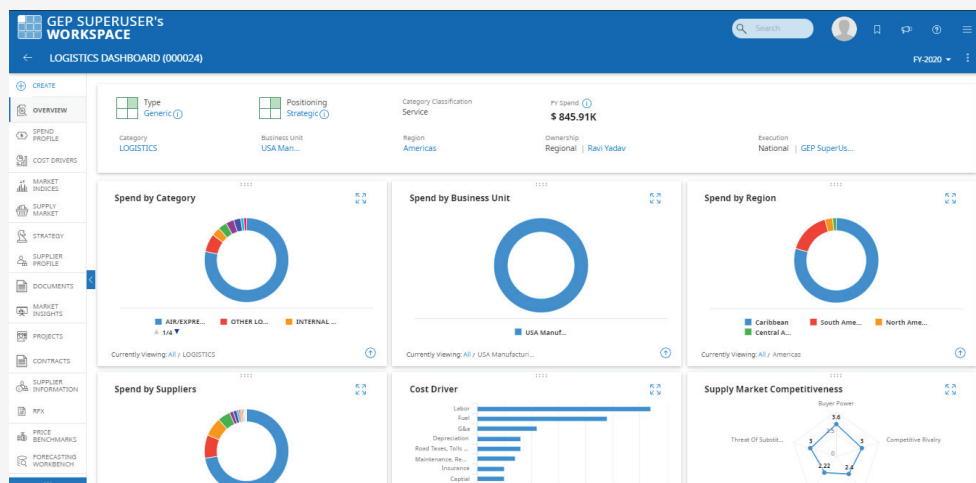 GEP SUPERUSER's
WORKSPACE
Search
LOGISTICS DASHBOARD (000024)
FY-2020
CREATE
OVERVIEW
SPEND
PROFILE
COST DRIVERS
MARKET
INDICES
SUPPLY
MARKET
STRATEGY
SUPPLIER
PROFILE
DOCUMENTS
MARKET
INSIGHTS
PROJECTS
CONTRACTS
SUPPLIER
INFORMATION
RFX
PRICE
BENCHMARKS
FORECASTING
WORKBENCH
Type
Generic
Positioning
Strategic
Category Classification
Service
FY Spend
$ 845.91K
Category
LOGISTICS
Business Unit
USA Man...
Region
Americas
Ownership
Regional | Ravi Yadav
Execution
National | GEP SuperUs...
Spend by Category
AIR/EXPRE... OTHER LO... INTERNAL ...
1/4
Currently Viewing: All / LOGISTICS
Spend by Business Unit
USA Manuf...
Currently Viewing: All / USA Manufacturi...
Spend by Region
Caribbean South Ame... North Ame...
Central A...
Currently Viewing: All / Americas
Spend by Suppliers
Cost Driver
Labor
Fuel
G&a
Depreciation
Road Taxes, Tolls ...
Maintenance, Re...
Insurance
Captial
Supply Market Competitiveness
Buyer Power
3.6
Threat Of Substit... 3 3 Competitive Rivalry
0
2.22 2.4